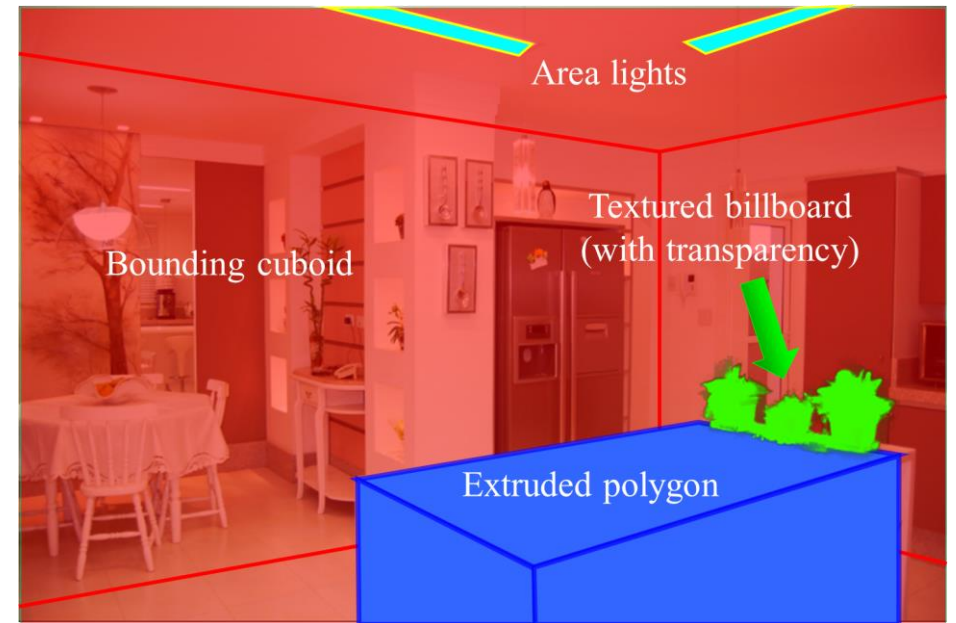 Area lights
Textured billboard
(with transparency)
Bounding cuboid
Extruded polygon